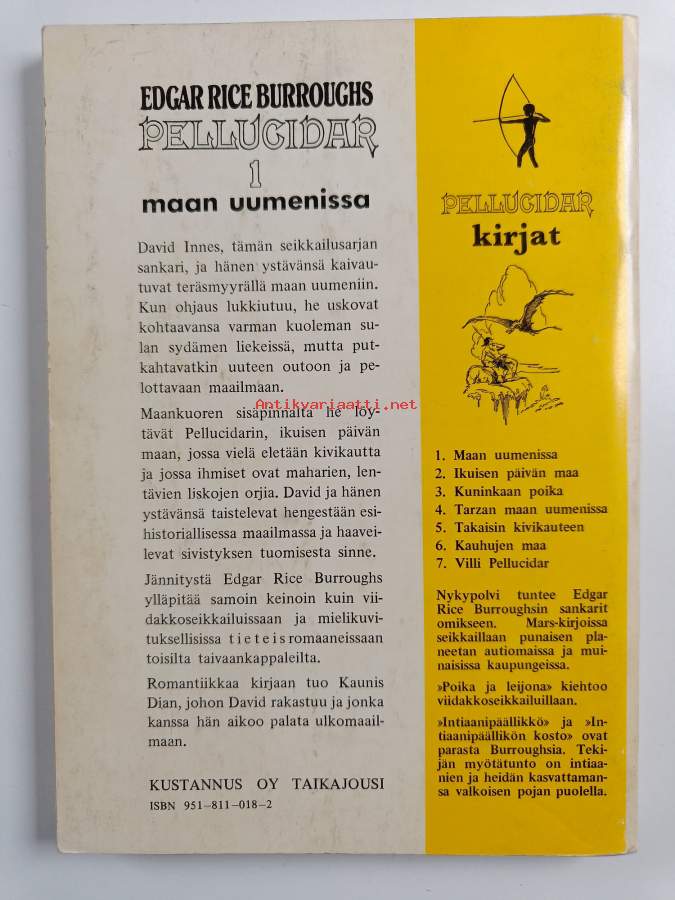 EDGAR RICE BURROUGHS
PELLUCIDAR
1
maan uumenissa
David Innes, tämän seikkailusarjan
sankari, ja hänen ystävänsä kaivau-
tuvat teräsmyyrällä maan uumeniin.
Kun ohjaus lukkiutuu, he uskovat
kohtaavansa varman kuoleman su-
lan sydämen liekeissä, mutta put-
kahtavatkin uuteen outoon ja pe-
lottavaan maailmaan.
Maankuoren sisäpinnalta he löy-
tävät Pellucidarin, ikuisen päivän
maan, jossa vielä eletään kivikautta
ja jossa ihmiset ovat maharien, len-
tävien liskojen orjia. David ja hänen
ystävänsä taistelevat hengestään esi-
historiallisessa maailmassa ja haavei-
levat sivistyksen tuomisesta sinne.
Jännitystä Edgar Rice Burroughs
ylläpitää samoin keinoin kuin vii-
dakkoseikkailuissaan ja mielikuvi-
tuksellisissa tieteisromaaneissaan
toisilta taivaankappaleilta.
Romantiikkaa kirjaan tuo Kaunis
Dian, johon David rakastuu ja jonka
kanssa hän aikoo palata ulkomaail-
maan.
KUSTANNUS OY TAIKAJOUSI
ISBN 951-811-018-2
PELLUCIDAR
kirjat
1. Maan uumenissa
2. Ikuisen päivän maa
3. Kuninkaan poika
4. Tarzan maan uumenissa
5. Takaisin kivikauteen
6. Kauhujen maa
7. Villi Pellucidar
Nykypolvi tuntee Edgar
Rice Burroughsin sankarit
omikseen. Mars-kirjoissa
seikkaillaan punaisen pla-
neetan autiomaissa ja mui-
naisissa kaupungeissa.
»Poika ja leijona» kiehtoo
viidakkoseikkailuillaan.
»Intiaanipäällikkö» ja »In-
tiaanipäällikön kosto» ovat
parasta Burroughsia. Teki-
jän myötätunto on intiaa-
nien ja heidän kasvattaman-
sa valkoisen pojan puolella.
Antikvariaatti.net